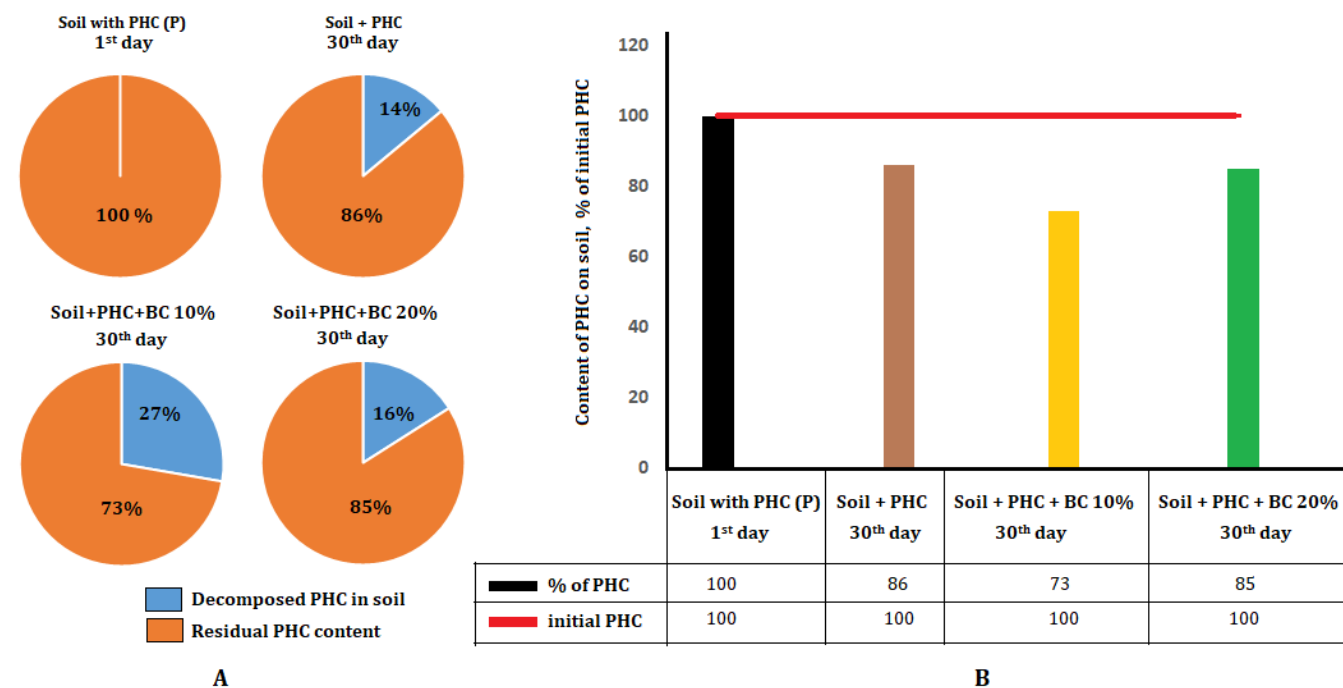 Soil with PHC (P)
1st day
100 %
Soil + PHC
30th day
14%
86%
Soil+PHC+BC 10%
30th day
27%
73%
Soil+PHC+BC 20%
30th day
16%
85%
Decomposed PHC in soil
Residual PHC content
A
Content of PHC on soil, % of initial PHC
120
100
80
60
40
20
0
Soil with PHC (P)
1st day
Soil + PHC
30th day
Soil + PHC + BC 10%
30th day
Soil + PHC + BC 20%
30th day
% of PHC 100 86 73 85
initial PHC 100 100 100 100
B